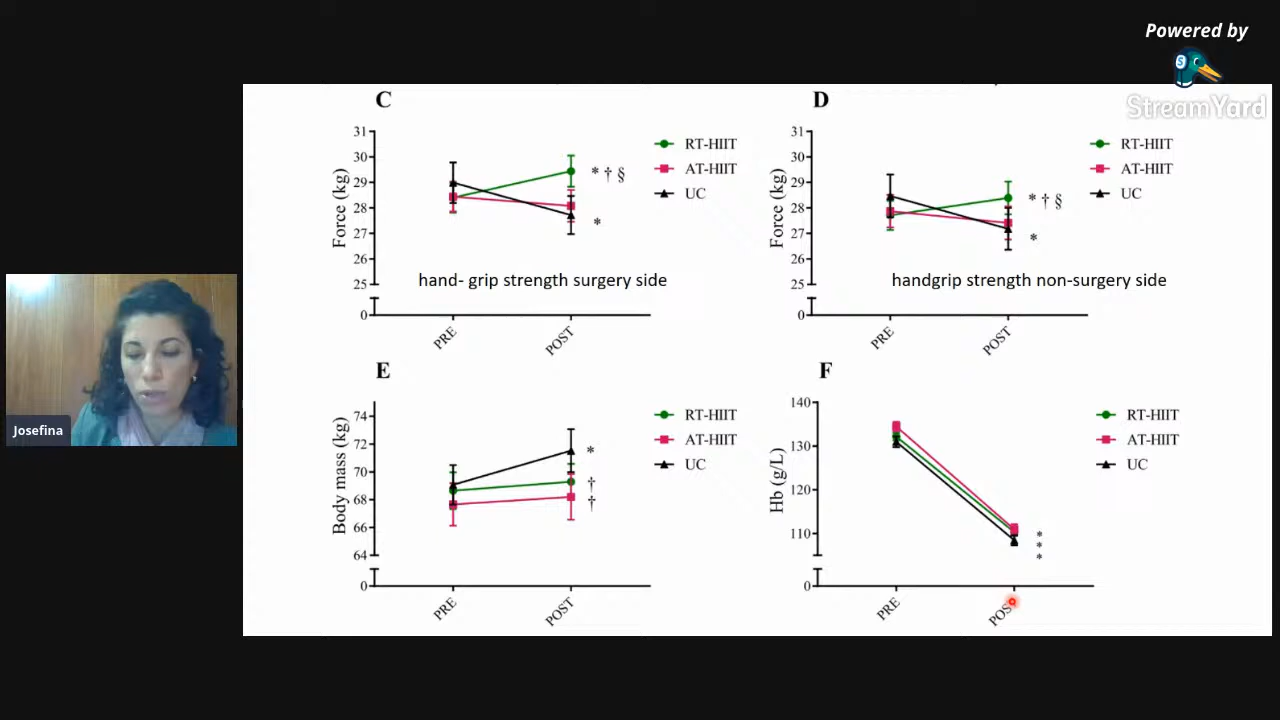 Powered by
StreamYard
Josefina
C
31
30
29
28
27
26
25
0
Force (kg)
RT-HIIT
AT-HIIT
UC
* † §
*
hand- grip strength surgery side
PRE
POST
D
31
30
29
28
27
26
25
0
Force (kg)
RT-HIIT
AT-HIIT
UC
* † §
*
handgrip strength non-surgery side
PRE
POST
E
74
72
70
68
66
64
0
Body mass (kg)
RT-HIIT
AT-HIIT
UC
*
†
†
PRE
POST
F
140
130
120
110
0
Hb (g/L)
RT-HIIT
AT-HIIT
UC
*
*
*
PRE
POST